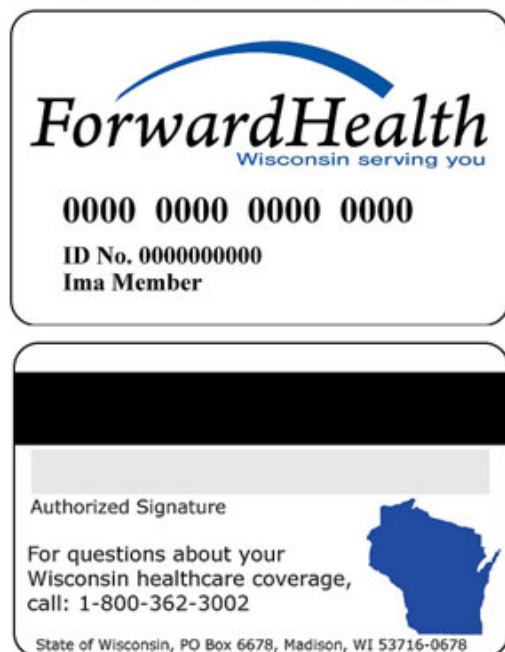 ForwardHealth
Wisconsin serving you
0000 0000 0000 0000
ID No. 0000000000
Ima Member
Authorized Signature
For questions about your
Wisconsin healthcare coverage,
call: 1-800-362-3002
State of Wisconsin, PO Box 6678, Madison, WI 53716-0678